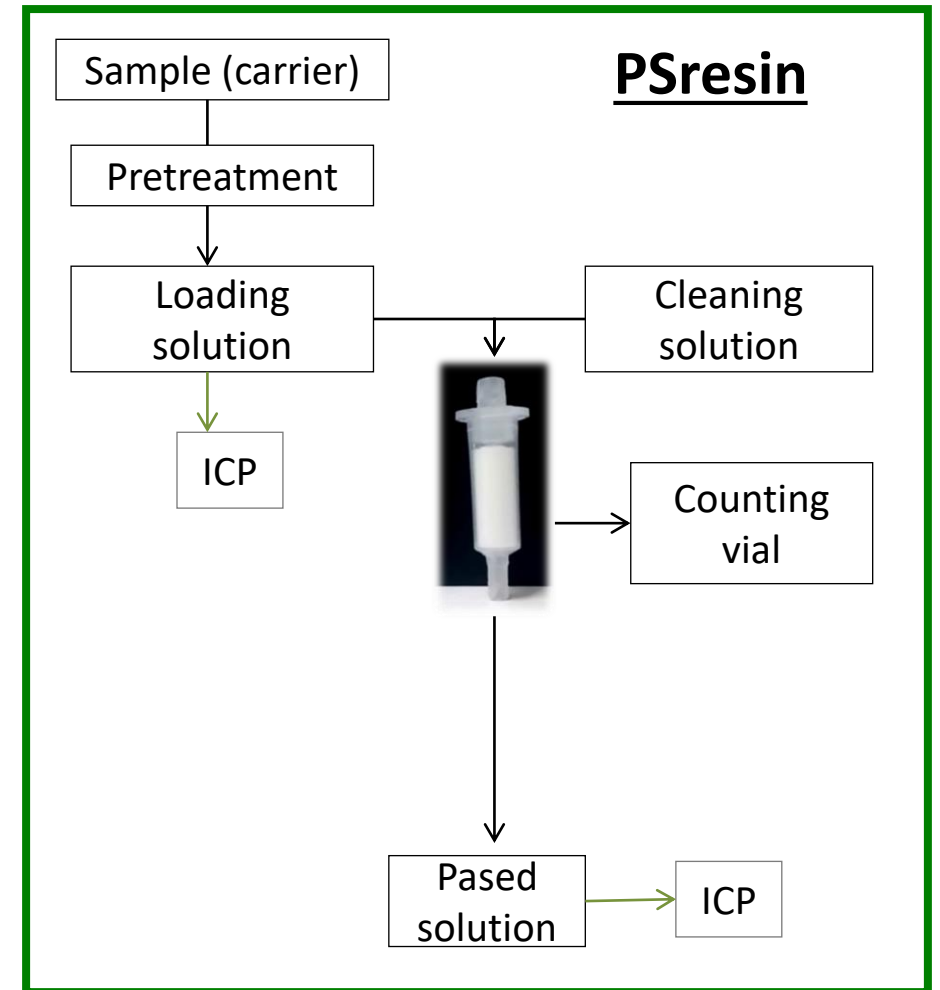 PSresin
Sample (carrier)
Pretreatment
Loading
solution
Cleaning
solution
ICP
Counting
vial
Pased
solution
ICP